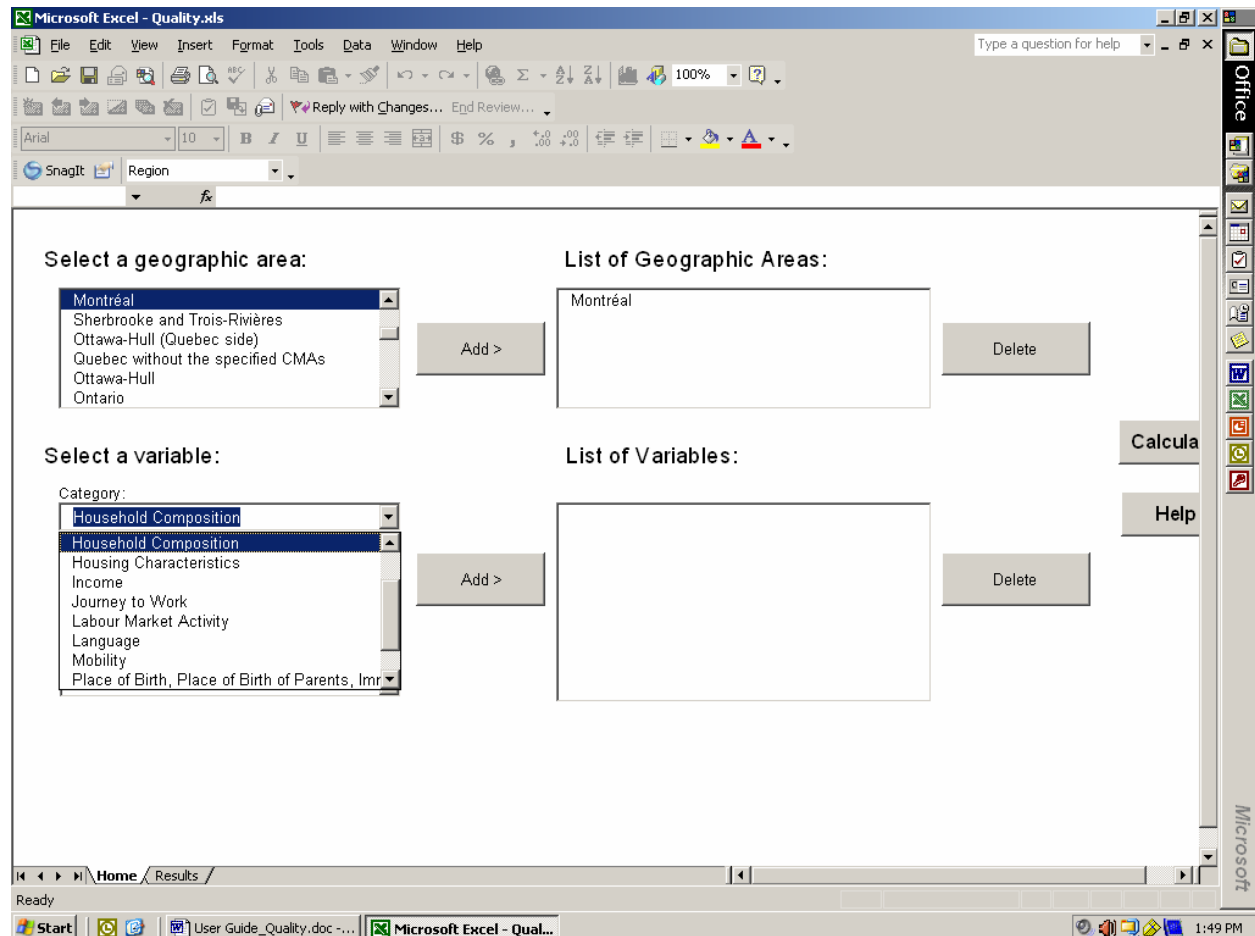 Microsoft Excel - Quality.xls
File Edit View Insert Format Tools Data Window Help Type a question for help
100%
Reply with Changes... End Review...
Arial 10 B I U $ % ,
SnagIt Region
fx
Select a geographic area: List of Geographic Areas:
Montréal Montréal
Sherbrooke and Trois-Rivières
Ottawa-Hull (Quebec side)
Add > Delete
Quebec without the specified CMAs
Ottawa-Hull
Ontario
Calcula
Select a variable: List of Variables:
Category:
Household Composition Help
Household Composition
Housing Characteristics
Income Add > Delete
Journey to Work
Labour Market Activity
Language
Mobility
Place of Birth, Place of Birth of Parents, Imr
Home Results
Ready
Start User Guide_Quality.doc -... Microsoft Excel - Qual... 1:49 PM
Office
Microsoft